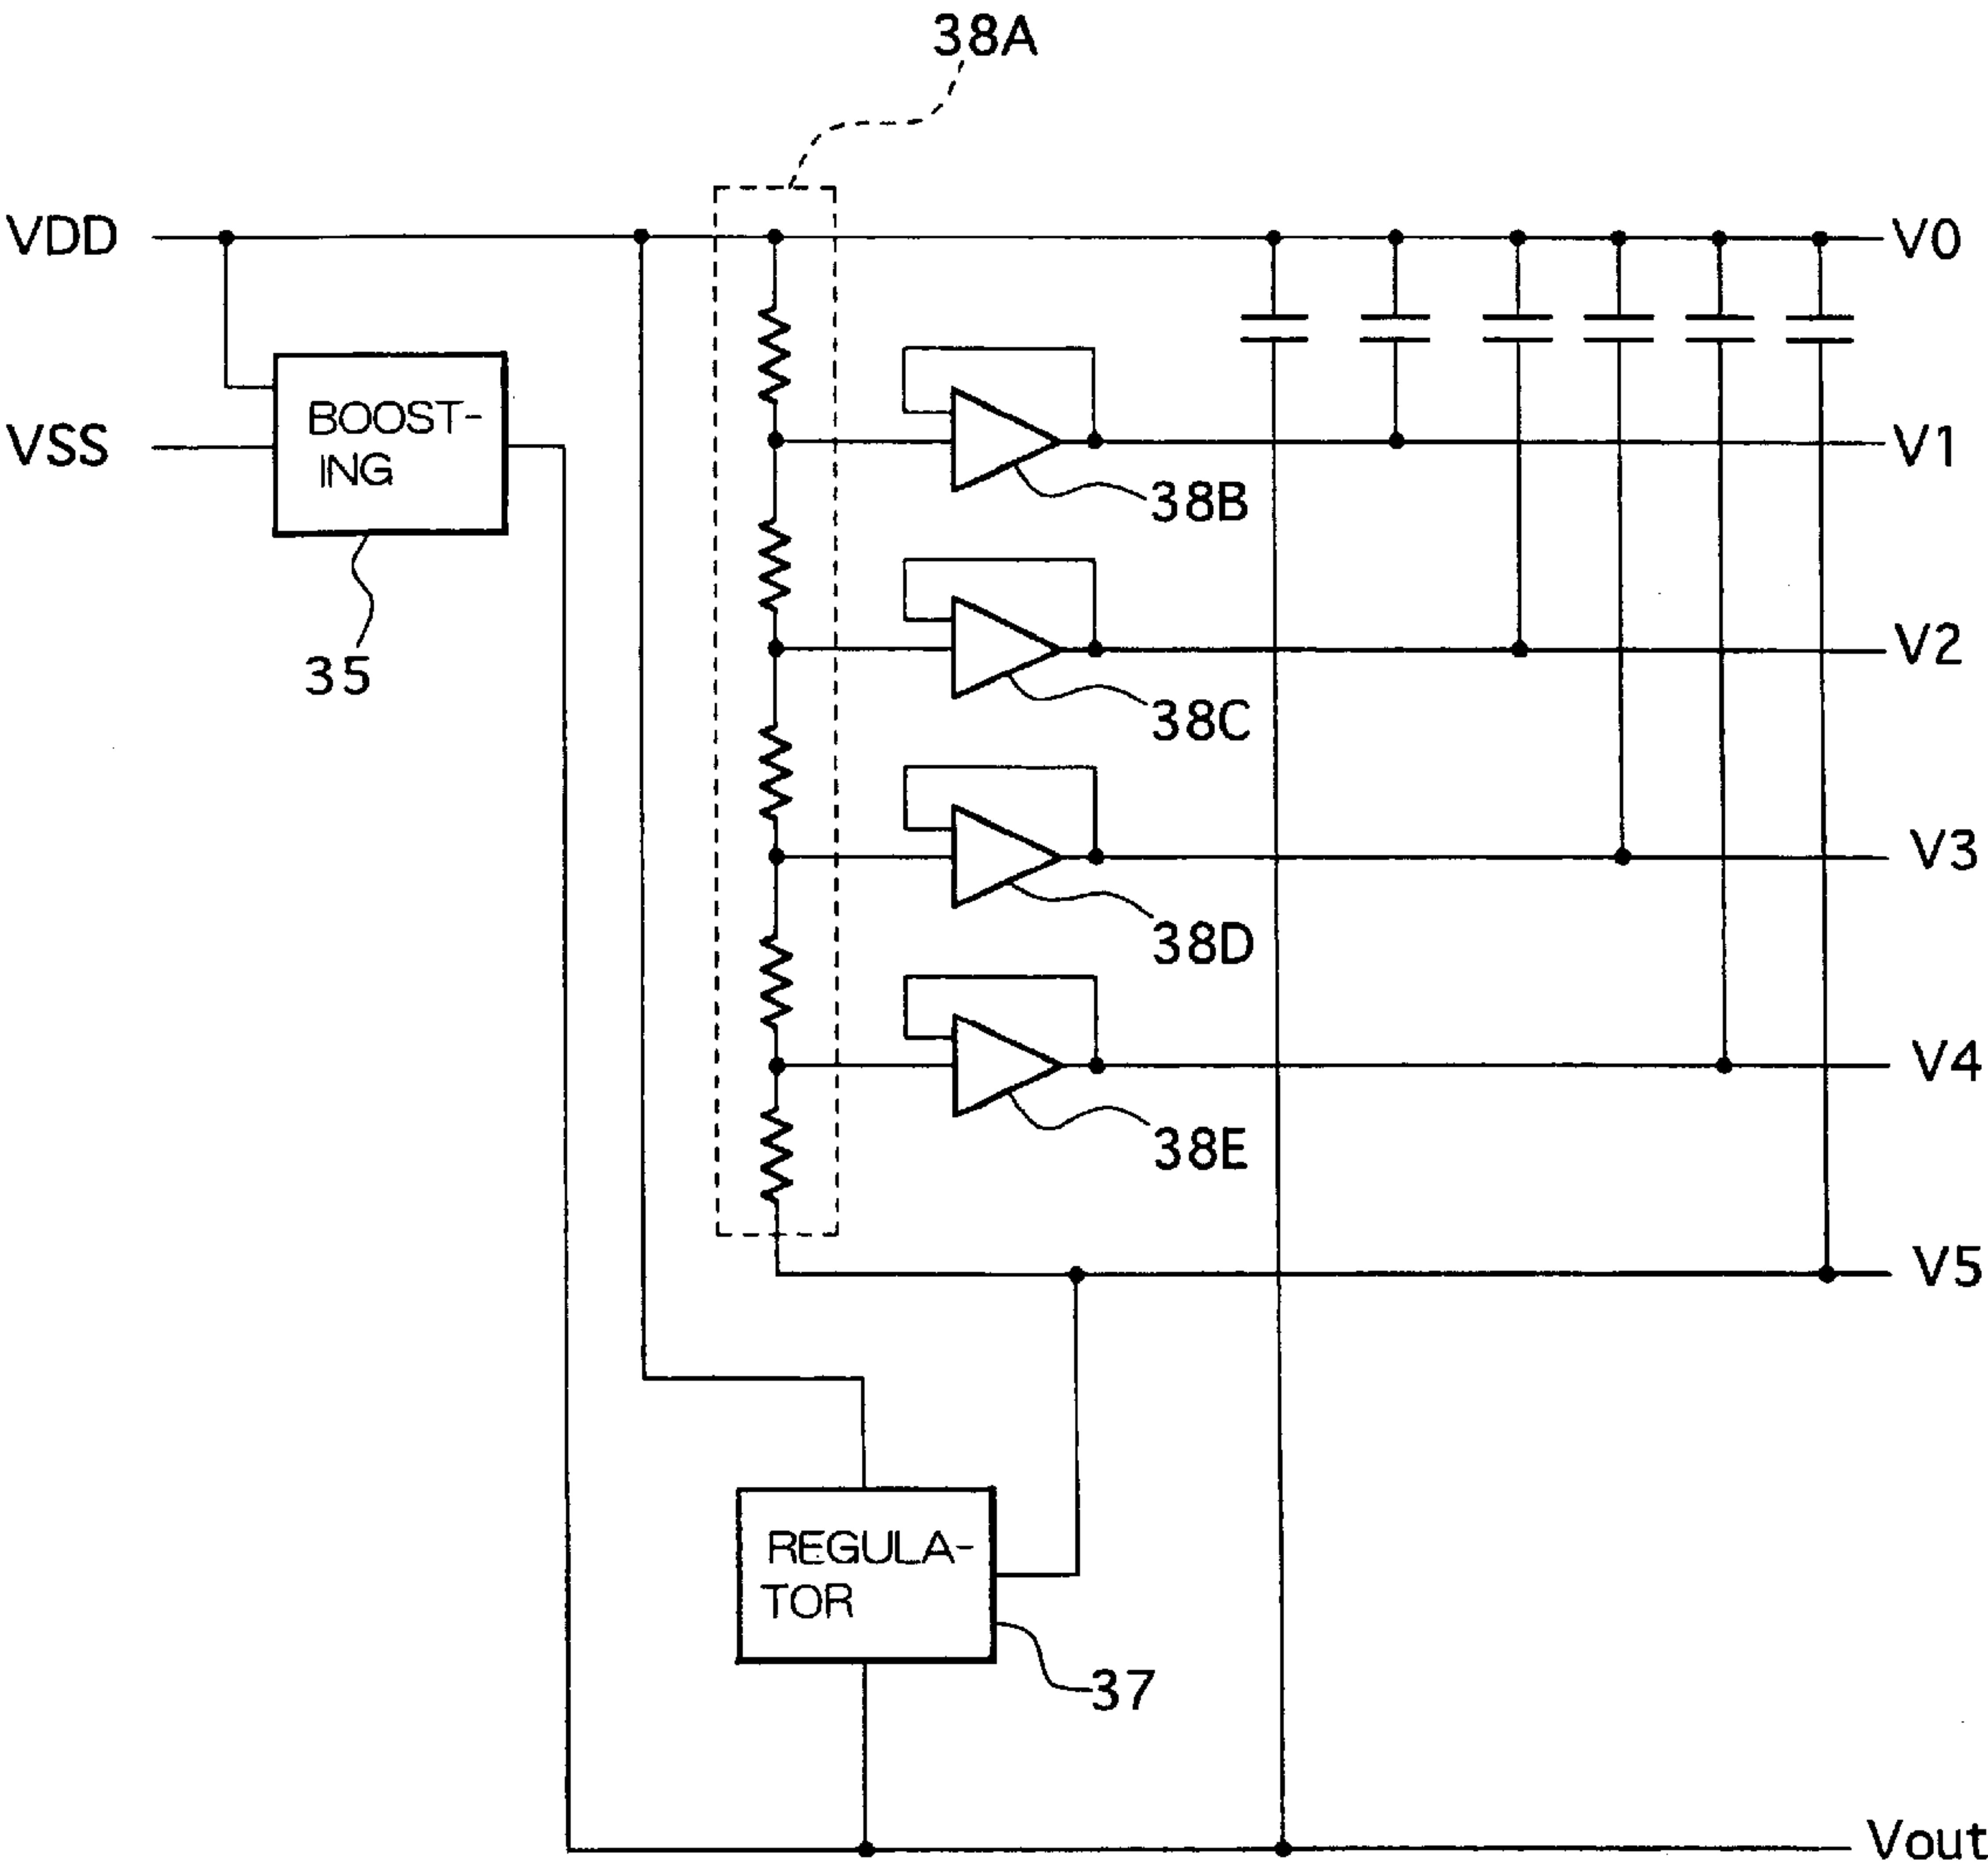 38A
VDD
V0
BOOST-
ING
VSS
V1
38B
35
V2
38C
V3
38D
V4
38E
V5
REGULA-
TOR
37
Vout